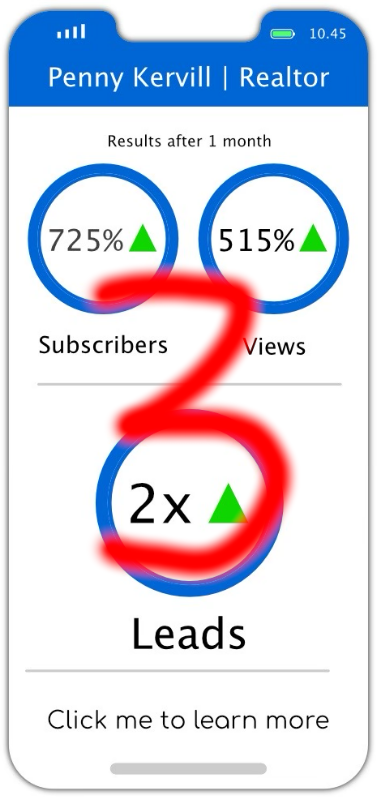 10.45
Penny Kervill | Realtor
Results after 1 month
725% 515%
Subscribers Views
3
2x
Leads
Click me to learn more